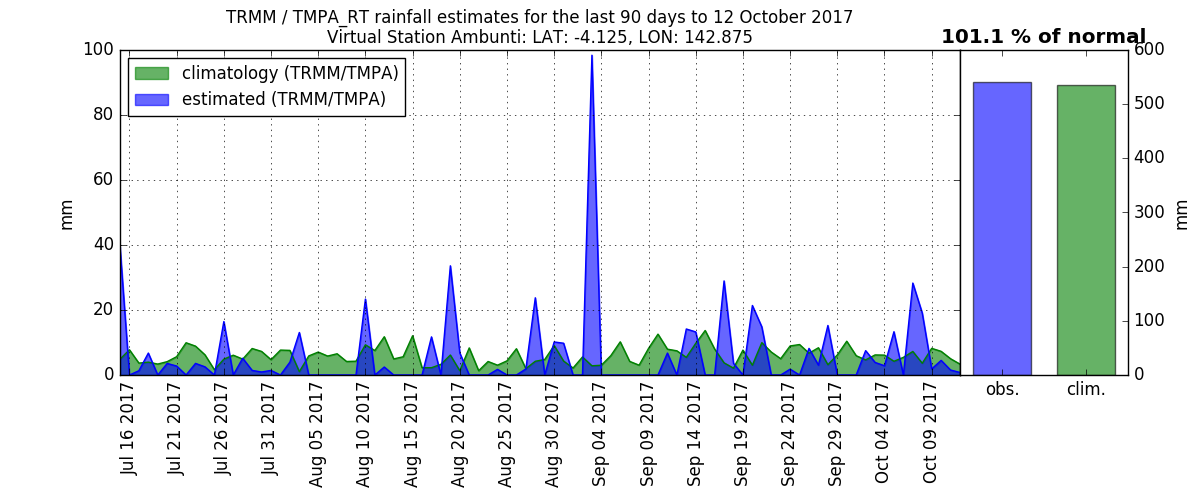 TRMM / TMPA_RT rainfall estimates for the last 90 days to 12 October 2017
Virtual Station Ambunti: LAT: -4.125, LON: 142.875
101.1 % of normal
climatology (TRMM/TMPA)
estimated (TRMM/TMPA)
100
80
60
40
20
0
mm
Jul 16 2017
Jul 21 2017
Jul 26 2017
Jul 31 2017
Aug 05 2017
Aug 10 2017
Aug 15 2017
Aug 20 2017
Aug 25 2017
Aug 30 2017
Sep 04 2017
Sep 09 2017
Sep 14 2017
Sep 19 2017
Sep 24 2017
Sep 29 2017
Oct 04 2017
Oct 09 2017
obs.
clim.
600
500
400
300
200
100
0
mm